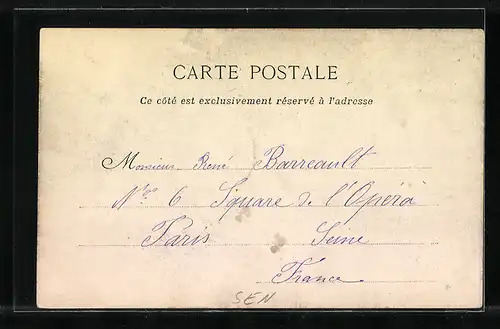 CARTE POSTALE
Ce côté est exclusivement réservé à l'adresse
Monsieur René Barreault
N° 6 Square de l'Opéra
Paris Seine
France
SEN